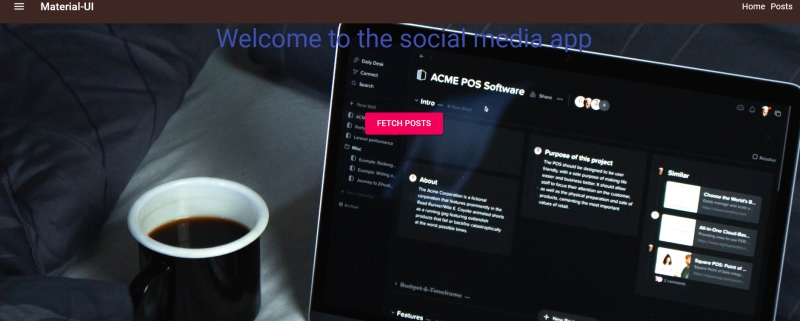 Material-UI
Home Posts
Welcome to the social media app
Daily Desk
Connect
Search
ACME POS Software
Share
Intro
FETCH POSTS
Misc
About
The Acme Corporation is a fictional
corporation that features prominently in the
Road Runner/Wile E. Coyote animated shorts
as a running gag featuring outlandish
products that fail or backfire catastrophically
at the worst possible times.
Purpose of this project
The POS should be designed to be user
friendly, with a sole purpose of making life
easier and business better. It should allow
staff to focus their attention on the customer,
as well as the physical preparation and sale of
products, cementing the most important
values of retail.
Similar
Choose the World's B...
All-in-One Cloud-Bas...
Square POS: Point of ...
2 comments
Budget & Timeframe
Features